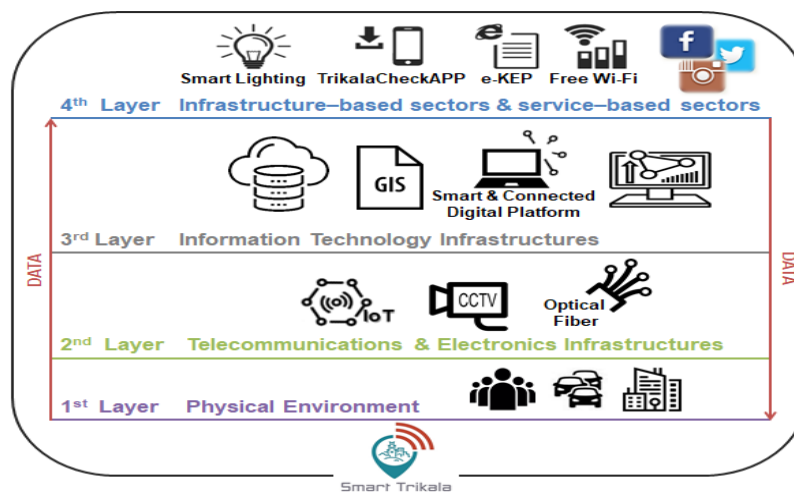 Smart Lighting TrikalaCheckAPP e-KEP Free Wi-Fi
4th Layer Infrastructure–based sectors & service–based sectors
GIS
Smart & Connected
Digital Platform
3rd Layer Information Technology Infrastructures
DATA
DATA
IoT
CCTV
Optical
Fiber
2nd Layer Telecommunications & Electronics Infrastructures
1st Layer Physical Environment
Smart Trikala